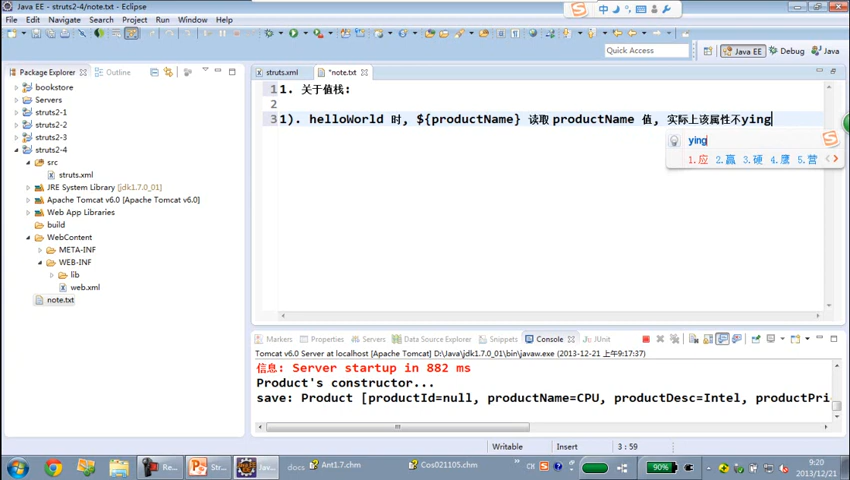 Java EE - struts2-4/note.txt - Eclipse
File Edit Navigate Search Project Run Window Help
中
Quick Access
Java EE
Debug
Java
Package Explorer
Outline
bookstore
Servers
struts2-1
struts2-2
struts2-3
struts2-4
src
struts.xml
JRE System Library [jdk1.7.0_01]
Apache Tomcat v6.0 [Apache Tomcat v6.0]
Web App Libraries
build
WebContent
META-INF
WEB-INF
lib
web.xml
note.txt
struts.xml
*note.txt
1 1. 关于值栈:
2
3 1). helloWorld 时, ${productName} 读取 productName 值, 实际上该属性不ying
ying
1.应 2.赢 3.硬 4.鹰 5.营
Markers Properties Servers Data Source Explorer Snippets Console JUnit
Tomcat v6.0 Server at localhost [Apache Tomcat] D:\Java\jdk1.7.0_01\bin\javaw.exe (2013-12-21 上午9:17:37)
信息: Server startup in 882 ms
Product's constructor...
save: Product [productId=null, productName=CPU, productDesc=Intel, productPri
Writable
Insert
3 : 59
Re...
Str...
Jav...
docs
Ant1.7.chm
Cos021105.chm
CH
90%
9:20
2013/12/21